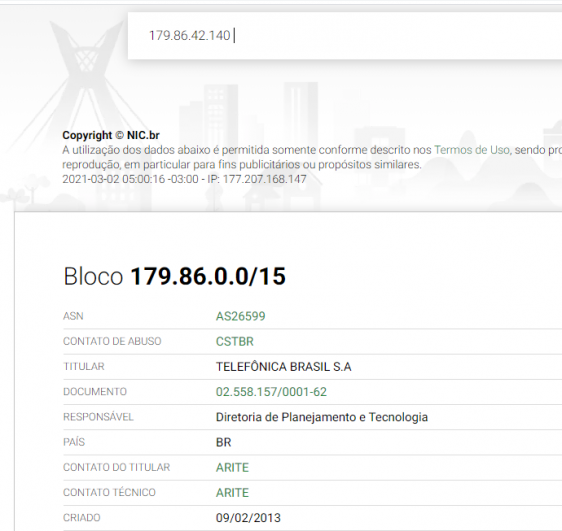 179.86.42.140
Copyright © NIC.br
A utilização dos dados abaixo é permitida somente conforme descrito nos Termos de Uso, sendo
reprodução, em particular para fins publicitários ou propósitos similares.
2021-03-02 05:00:16 -03:00 - IP: 177.207.168.147
Bloco 179.86.0.0/15
ASN AS26599
CONTATO DE ABUSO CSTBR
TITULAR TELEFÔNICA BRASIL S.A
DOCUMENTO 02.558.157/0001-62
RESPONSÁVEL Diretoria de Planejamento e Tecnologia
PAÍS BR
CONTATO DO TITULAR ARITE
CONTATO TÉCNICO ARITE
CRIADO 09/02/2013